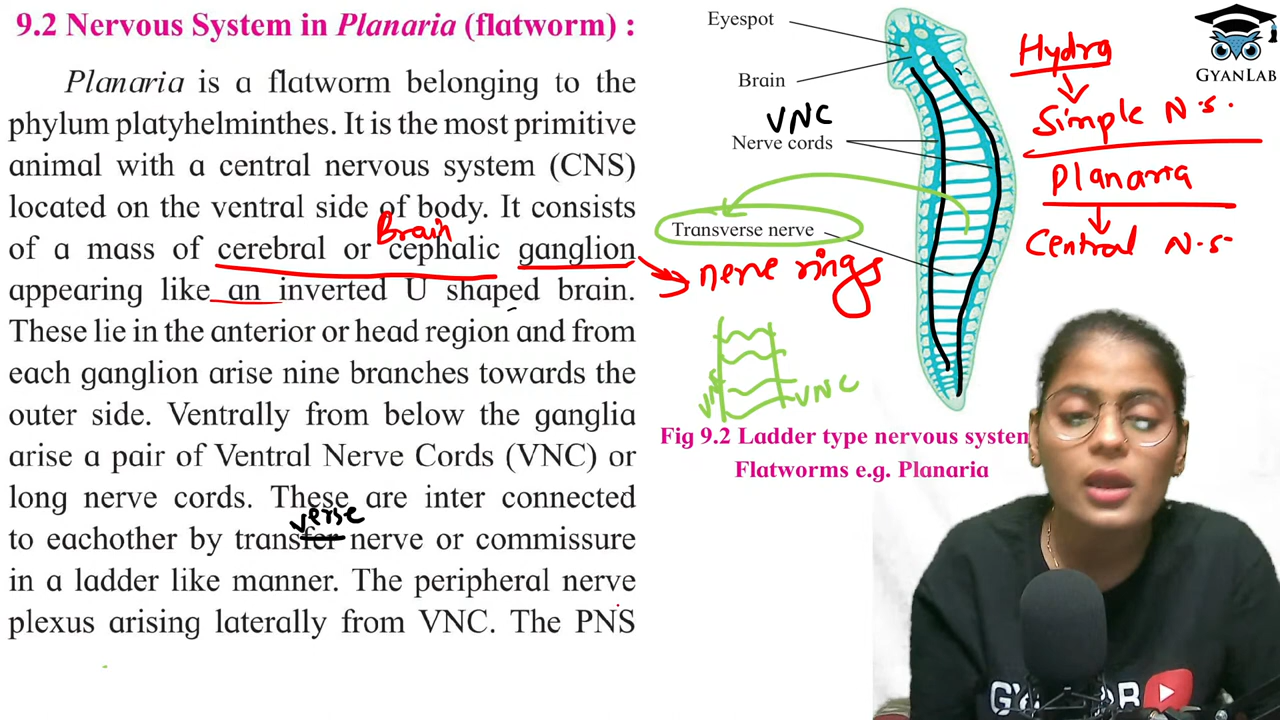 9.2 Nervous System in Planaria (flatworm) :
Planaria is a flatworm belonging to the
phylum platyhelminthes. It is the most primitive
animal with a central nervous system (CNS)
located on the ventral side of body. It consists
Brain
of a mass of cerebral or cephalic ganglion
appearing like an inverted U shaped brain.
These lie in the anterior or head region and from
each ganglion arise nine branches towards the
outer side. Ventrally from below the ganglia
arise a pair of Ventral Nerve Cords (VNC) or
long nerve cords. These are inter connected
verse
to eachother by transfer nerve or commissure
in a ladder like manner. The peripheral nerve
plexus arising laterally from VNC. The PNS
Eyespot
Brain
VNC
Nerve cords
Transverse nerve
nerve rings
VNC
Fig 9.2 Ladder type nervous system
Flatworms e.g. Planaria
Hydra
Simple N.S.
Planaria
Central N.S
GYANLAB
GY
AB